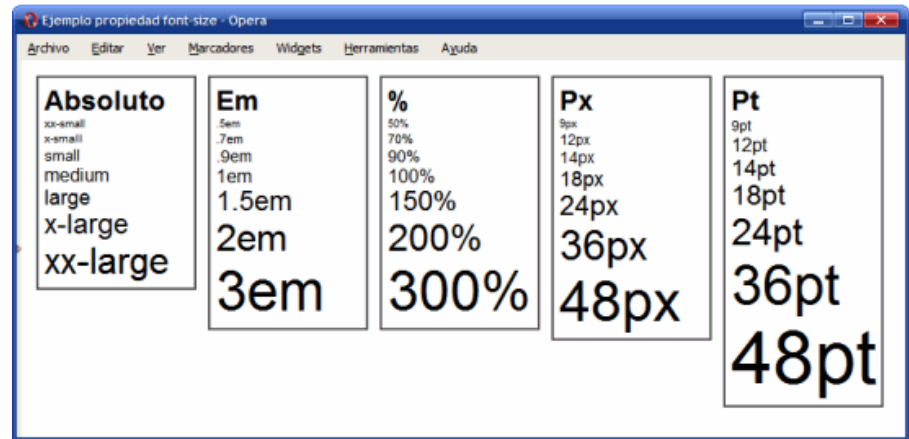 Ejemplo propiedad font-size - Opera
Archivo Editar Ver Marcadores Widgets Herramientas Ayuda
Absoluto
xx-small
x-small
small
medium
large
x-large
xx-large
Em
.5em
.7em
.9em
1em
1.5em
2em
3em
%
50%
70%
90%
100%
150%
200%
300%
Px
9px
12px
14px
18px
24px
36px
48px
Pt
9pt
12pt
14pt
18pt
24pt
36pt
48pt